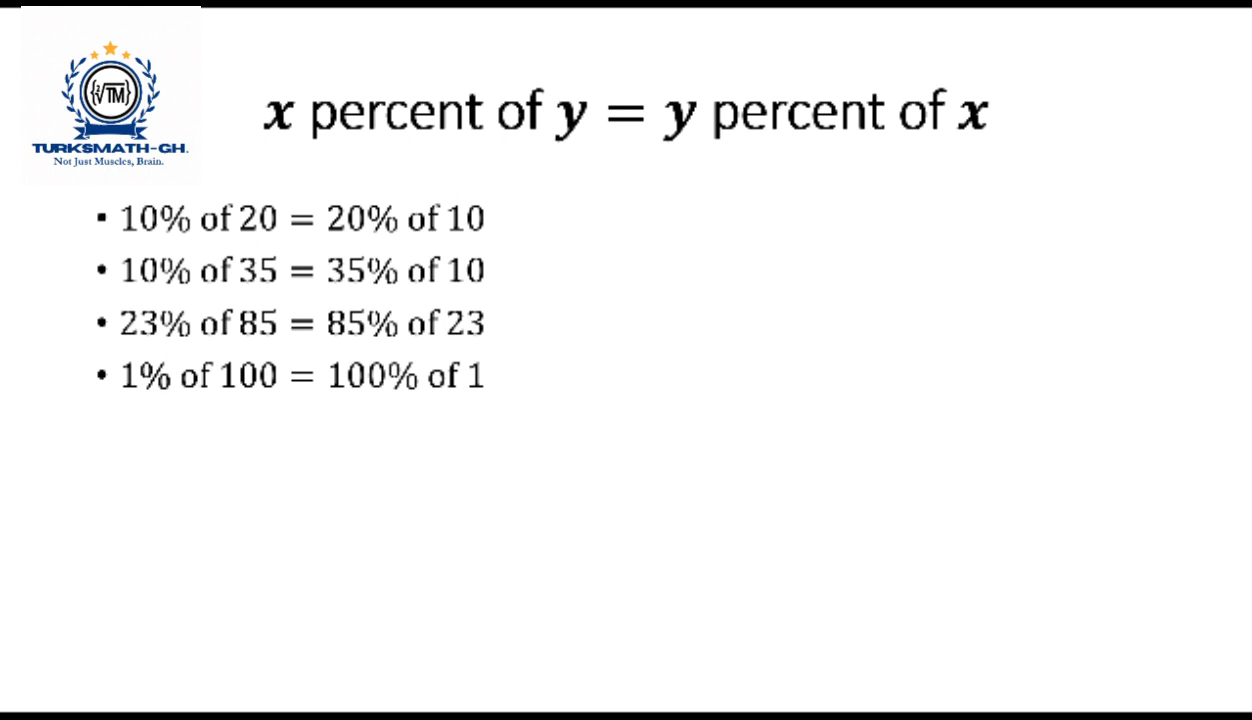 {∛TM}
TURKSMATH-GH.
Not Just Muscles, Brain.
x percent of y = y percent of x
▪ 10% of 20 = 20% of 10
• 10% of 35 = 35% of 10
• 23% of 85 = 85% of 23
• 1% of 100 = 100% of 1